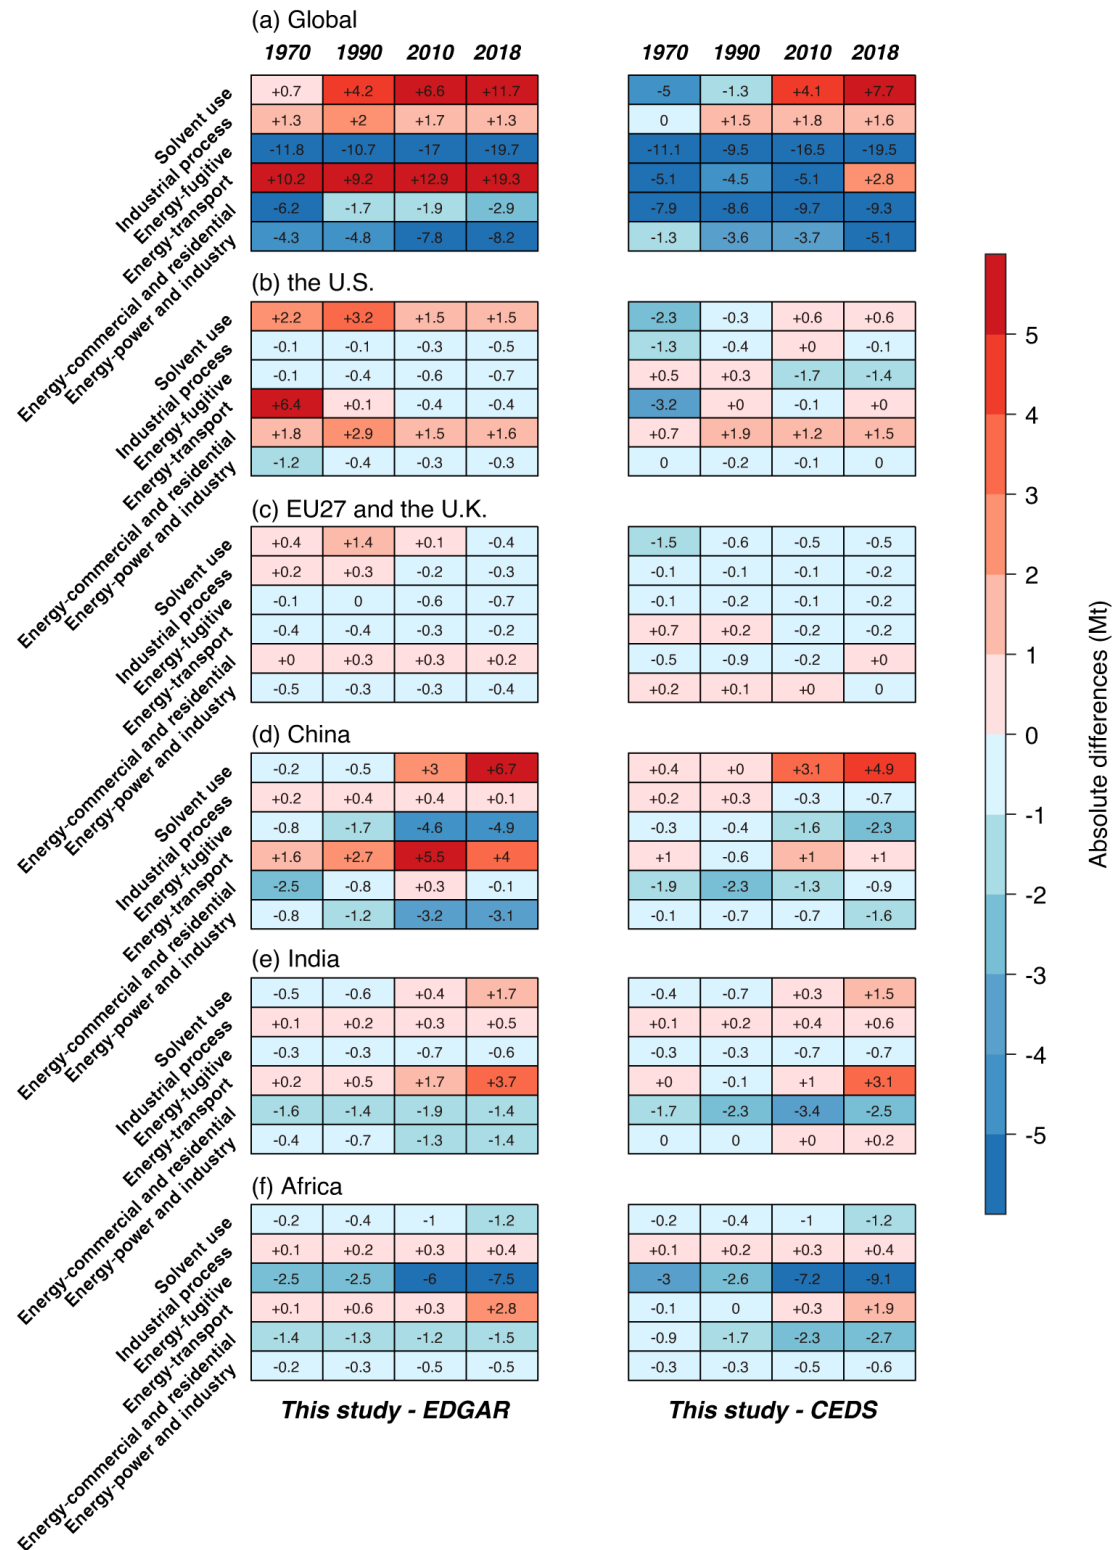 (a) Global
1970 1990 2010 2018 1970 1990 2010 2018
Solvent use +0.7 +4.2 +6.6 +11.7 -5 -1.3 +4.1 +7.7
Industrial process +1.3 +2 +1.7 +1.3 0 +1.5 +1.8 +1.6
Energy-fugitive -11.8 -10.7 -17 -19.7 -11.1 -9.5 -16.5 -19.5
Energy-transport +10.2 +9.2 +12.9 +19.3 -5.1 -4.5 -5.1 +2.8
Energy-commercial and residential -6.2 -1.7 -1.9 -2.9 -7.9 -8.6 -9.7 -9.3
Energy-power and industry -4.3 -4.8 -7.8 -8.2 -1.3 -3.6 -3.7 -5.1
(b) the U.S.
Solvent use +2.2 +3.2 +1.5 +1.5 -2.3 -0.3 +0.6 +0.6
Industrial process -0.1 -0.1 -0.3 -0.5 -1.3 -0.4 +0 -0.1
Energy-fugitive -0.1 -0.4 -0.6 -0.7 +0.5 +0.3 -1.7 -1.4
Energy-transport +6.4 +0.1 -0.4 -0.4 -3.2 +0 -0.1 +0
Energy-commercial and residential +1.8 +2.9 +1.5 +1.6 +0.7 +1.9 +1.2 +1.5
Energy-power and industry -1.2 -0.4 -0.3 -0.3 0 -0.2 -0.1 0
(c) EU27 and the U.K.
Solvent use +0.4 +1.4 +0.1 -0.4 -1.5 -0.6 -0.5 -0.5
Industrial process +0.2 +0.3 -0.2 -0.3 -0.1 -0.1 -0.1 -0.2
Energy-fugitive -0.1 0 -0.6 -0.7 -0.1 -0.2 -0.1 -0.2
Energy-transport -0.4 -0.4 -0.3 -0.2 +0.7 +0.2 -0.2 -0.2
Energy-commercial and residential +0 +0.3 +0.3 +0.2 -0.5 -0.9 -0.2 +0
Energy-power and industry -0.5 -0.3 -0.3 -0.4 +0.2 +0.1 +0 0
(d) China
Solvent use -0.2 -0.5 +3 +6.7 +0.4 +0 +3.1 +4.9
Industrial process +0.2 +0.4 +0.4 +0.1 +0.2 +0.3 -0.3 -0.7
Energy-fugitive -0.8 -1.7 -4.6 -4.9 -0.3 -0.4 -1.6 -2.3
Energy-transport +1.6 +2.7 +5.5 +4 +1 -0.6 +1 +1
Energy-commercial and residential -2.5 -0.8 +0.3 -0.1 -1.9 -2.3 -1.3 -0.9
Energy-power and industry -0.8 -1.2 -3.2 -3.1 -0.1 -0.7 -0.7 -1.6
(e) India
Solvent use -0.5 -0.6 +0.4 +1.7 -0.4 -0.7 +0.3 +1.5
Industrial process +0.1 +0.2 +0.3 +0.5 +0.1 +0.2 +0.4 +0.6
Energy-fugitive -0.3 -0.3 -0.7 -0.6 -0.3 -0.3 -0.7 -0.7
Energy-transport +0.2 +0.5 +1.7 +3.7 +0 -0.1 +1 +3.1
Energy-commercial and residential -1.6 -1.4 -1.9 -1.4 -1.7 -2.3 -3.4 -2.5
Energy-power and industry -0.4 -0.7 -1.3 -1.4 0 0 +0 +0.2
(f) Africa
Solvent use -0.2 -0.4 -1 -1.2 -0.2 -0.4 -1 -1.2
Industrial process +0.1 +0.2 +0.3 +0.4 +0.1 +0.2 +0.3 +0.4
Energy-fugitive -2.5 -2.5 -6 -7.5 -3 -2.6 -7.2 -9.1
Energy-transport +0.1 +0.6 +0.3 +2.8 -0.1 0 +0.3 +1.9
Energy-commercial and residential -1.4 -1.3 -1.2 -1.5 -0.9 -1.7 -2.3 -2.7
Energy-power and industry -0.2 -0.3 -0.5 -0.5 -0.3 -0.3 -0.5 -0.6
This study - EDGAR This study - CEDS
5
4
3
2
1
0
-1
-2
-3
-4
-5
Absolute differences (Mt)